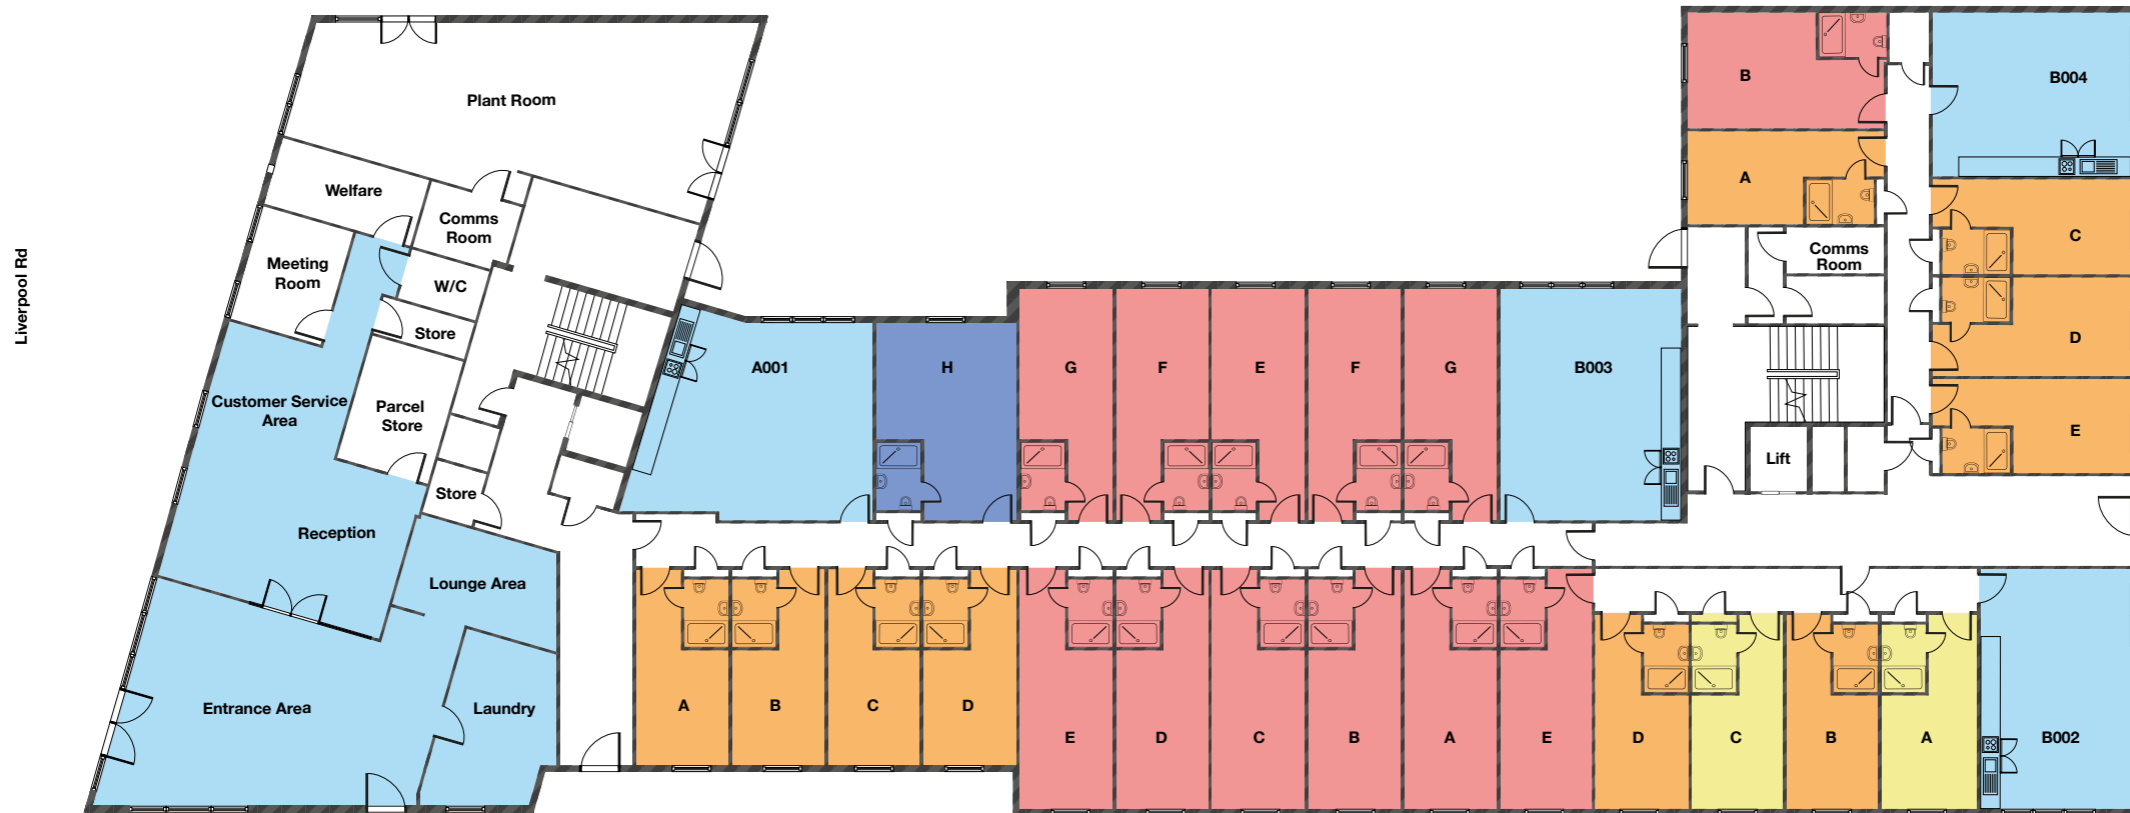 Liverpool Rd
Plant Room
Welfare
Comms
Room
Meeting
Room
W/C
Store
Customer Service
Area
Parcel
Store
Store
Reception
Lounge Area
Entrance Area
Laundry
A001
H
G
F
E
F
G
B003
A
B
C
D
E
D
C
B
A
E
D
C
B
A
B002
B
A
B004
Comms
Room
C
D
E
Lift